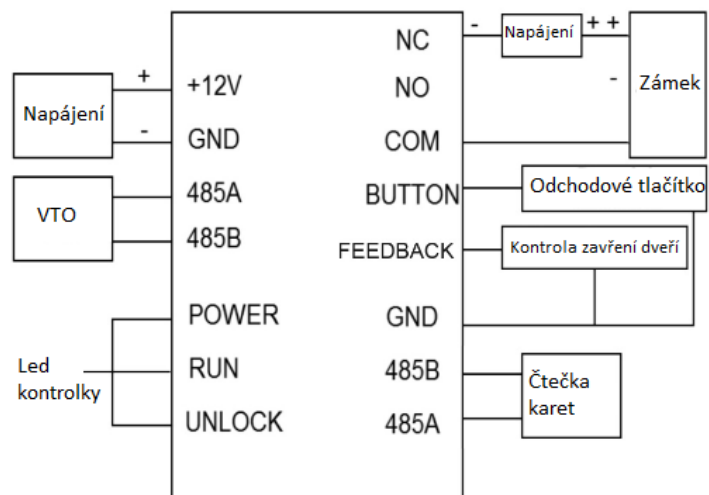 NC
-
Napájení
+ +
Zámek
+
+12V
NO
-
Napájení
-
GND
COM
485A
BUTTON
Odchodové tlačítko
VTO
485B
FEEDBACK
Kontrola zavření dveří
POWER
GND
Led
kontrolky
RUN
485B
Čtečka
karet
UNLOCK
485A